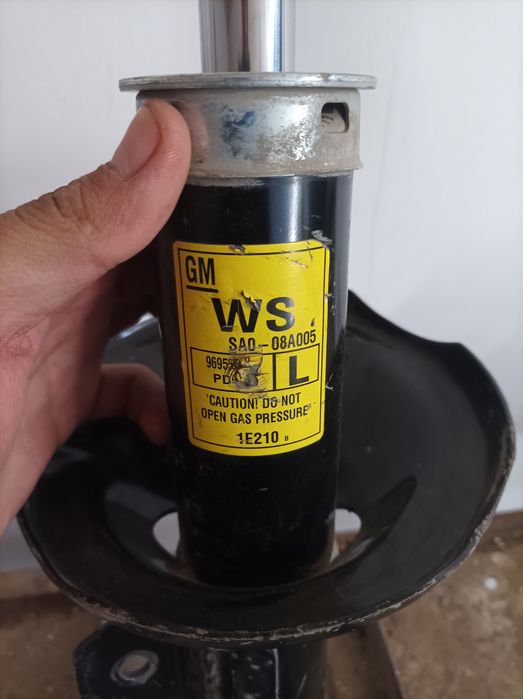 GM
WS
SA0-08A005
L
"CAUTION! DO NOT
OPEN GAS PRESSURE"
1E210 B